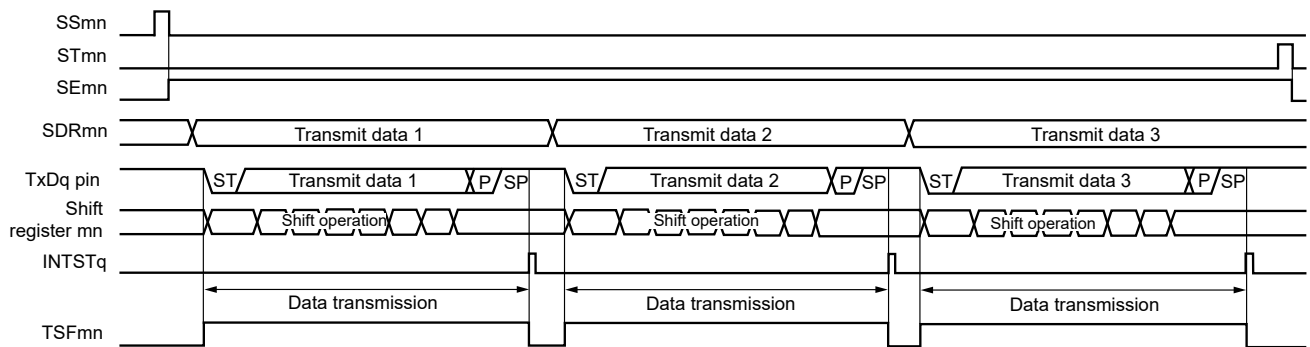 SSmn
STmn
SEmn
SDRmn Transmit data 1 Transmit data 2 Transmit data 3
TxDq pin ST Transmit data 1 P SP ST Transmit data 2 P SP ST Transmit data 3 P SP
Shift
register mn Shift operation Shift operation Shift operation
INTSTq
Data transmission Data transmission Data transmission
TSFmn